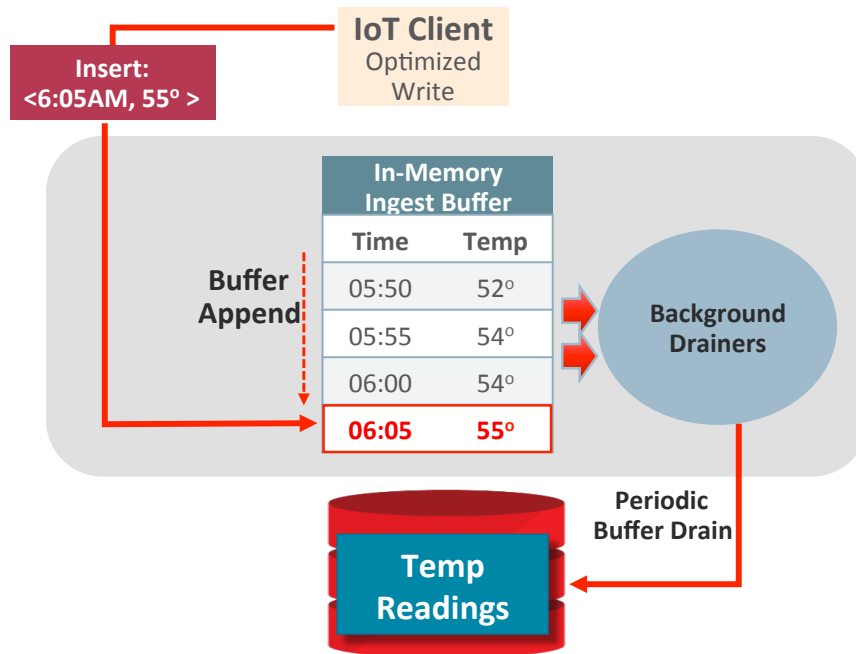 IoT Client
Optimized
Write
Insert:
<6:05AM, 55º >
In-Memory
Ingest Buffer
Time Temp
05:50 52º
05:55 54º
06:00 54º
06:05 55º
Buffer
Append
Background
Drainers
Periodic
Buffer Drain
Temp
Readings